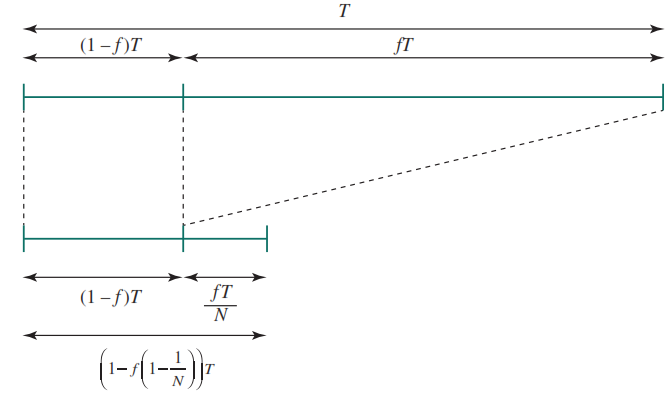 T
(1 – f)T fT
(1 – f)T fT/N
(1 – f(1 – 1/N))T